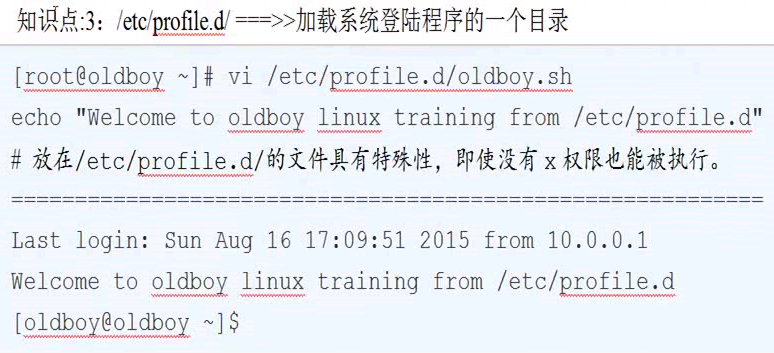 知识点:3：/etc/profile.d/ ===>>加载系统登陆程序的一个目录
[root@oldboy ~]# vi /etc/profile.d/oldboy.sh
echo "Welcome to oldboy linux training from /etc/profile.d"
# 放在/etc/profile.d/的文件具有特殊性，即使没有 x 权限也能被执行。
===========================================================
Last login: Sun Aug 16 17:09:51 2015 from 10.0.0.1
Welcome to oldboy linux training from /etc/profile.d
[oldboy@oldboy ~]$